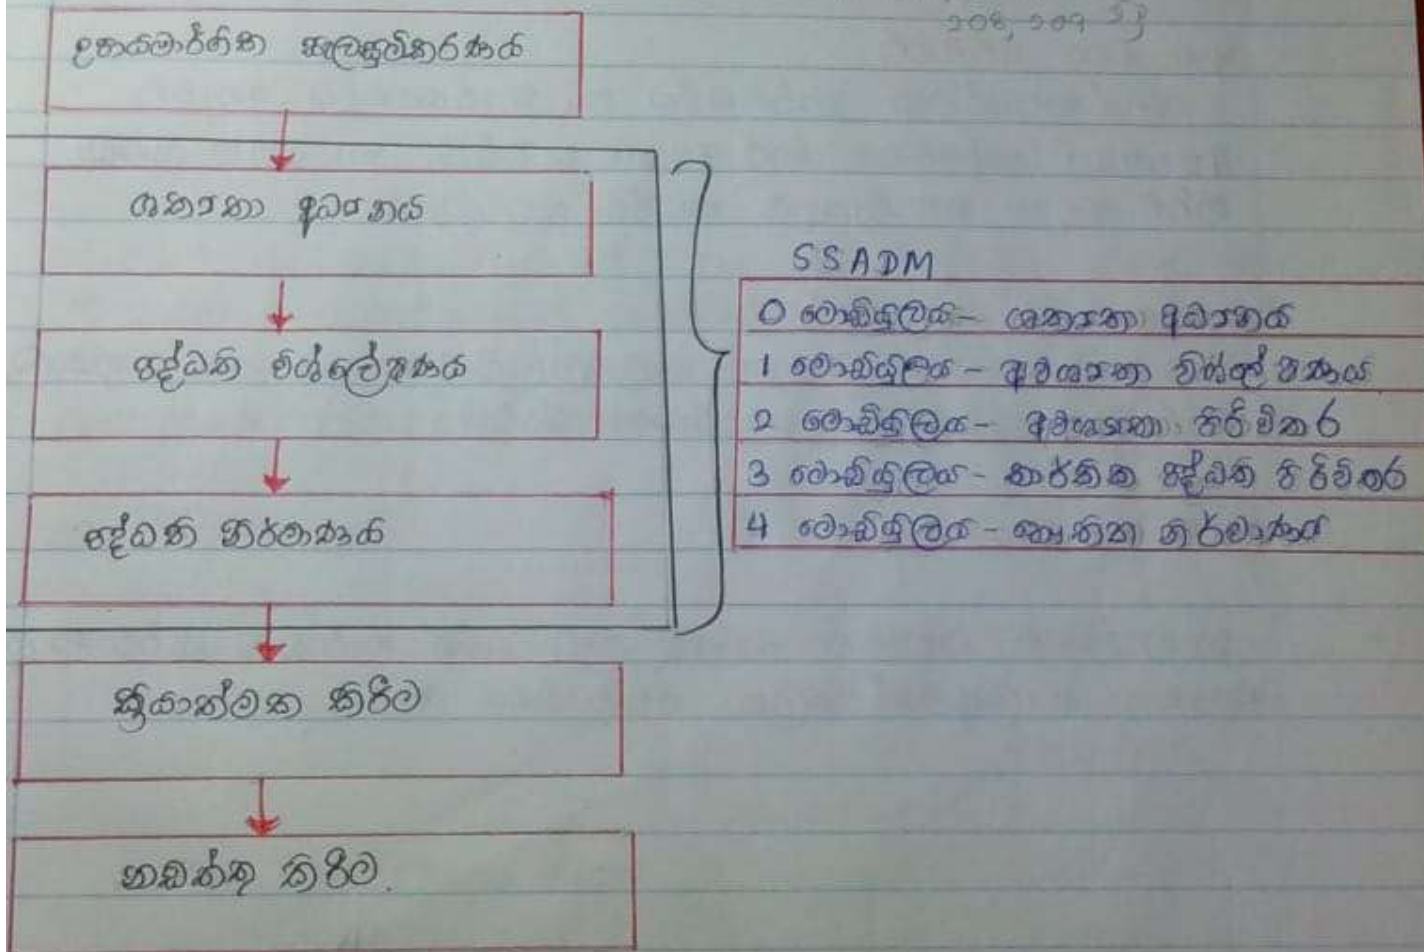 208, 209
උපායමාර්ගික සැලසුම්කරණය
ශක්‍යතා අධ්‍යනය
පද්ධති විශ්ලේෂණය
පද්ධති නිර්මාණය
ක්‍රියාත්මක කිරීම
නඩත්තු කිරීම.
SSADM
0 මොඩියුලය - ශක්‍යතා අධ්‍යනය
1 මොඩියුලය - අවශ්‍යතා විශ්ලේෂණය
2 මොඩියුලය - අවශ්‍යතා පිරිවිතර
3 මොඩියුලය - තාර්කික පද්ධති පිරිවිතර
4 මොඩියුලය - භෞතික නිර්මාණය